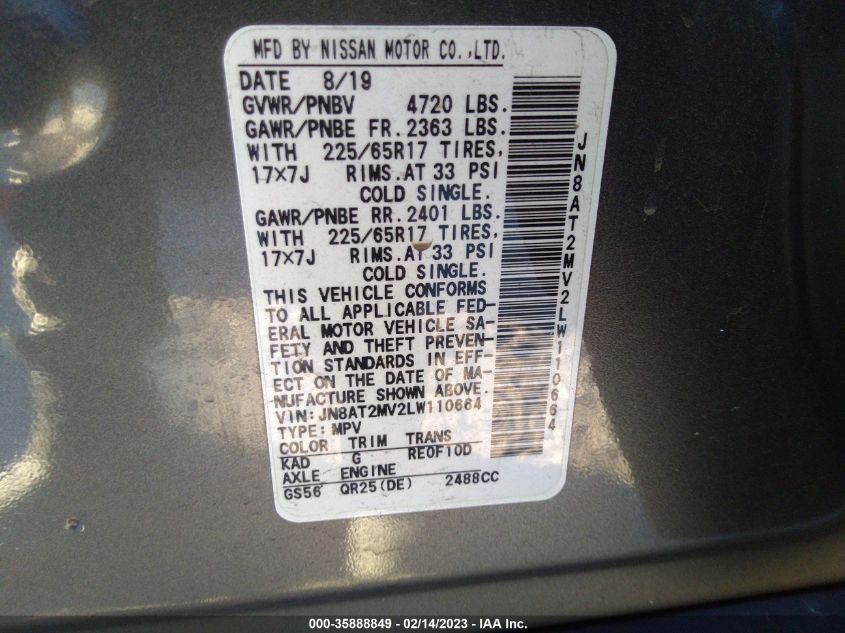 MFD BY NISSAN MOTOR CO.,LTD.
DATE 8/19
GVWR/PNBV 4720 LBS.
GAWR/PNBE FR. 2363 LBS.
WITH 225/65R17 TIRES,
17×7J RIMS.AT 33 PSI
COLD SINGLE.
GAWR/PNBE RR. 2401 LBS.
WITH 225/65R17 TIRES,
17×7J RIMS.AT 33 PSI
COLD SINGLE.
THIS VEHICLE CONFORMS
TO ALL APPLICABLE FED-
ERAL MOTOR VEHICLE SA-
FETY AND THEFT PREVEN-
TION STANDARDS IN EFF-
ECT ON THE DATE OF MA-
NUFACTURE SHOWN ABOVE.
VIN:JN8AT2MV2LW110664
TYPE:MPV
COLOR TRIM TRANS
KAD G RE0F10D
AXLE ENGINE
GS56 QR25(DE) 2488CC
JN8AT2MV2LW110664
000-35888849 — 02/14/2023 — IAA Inc.